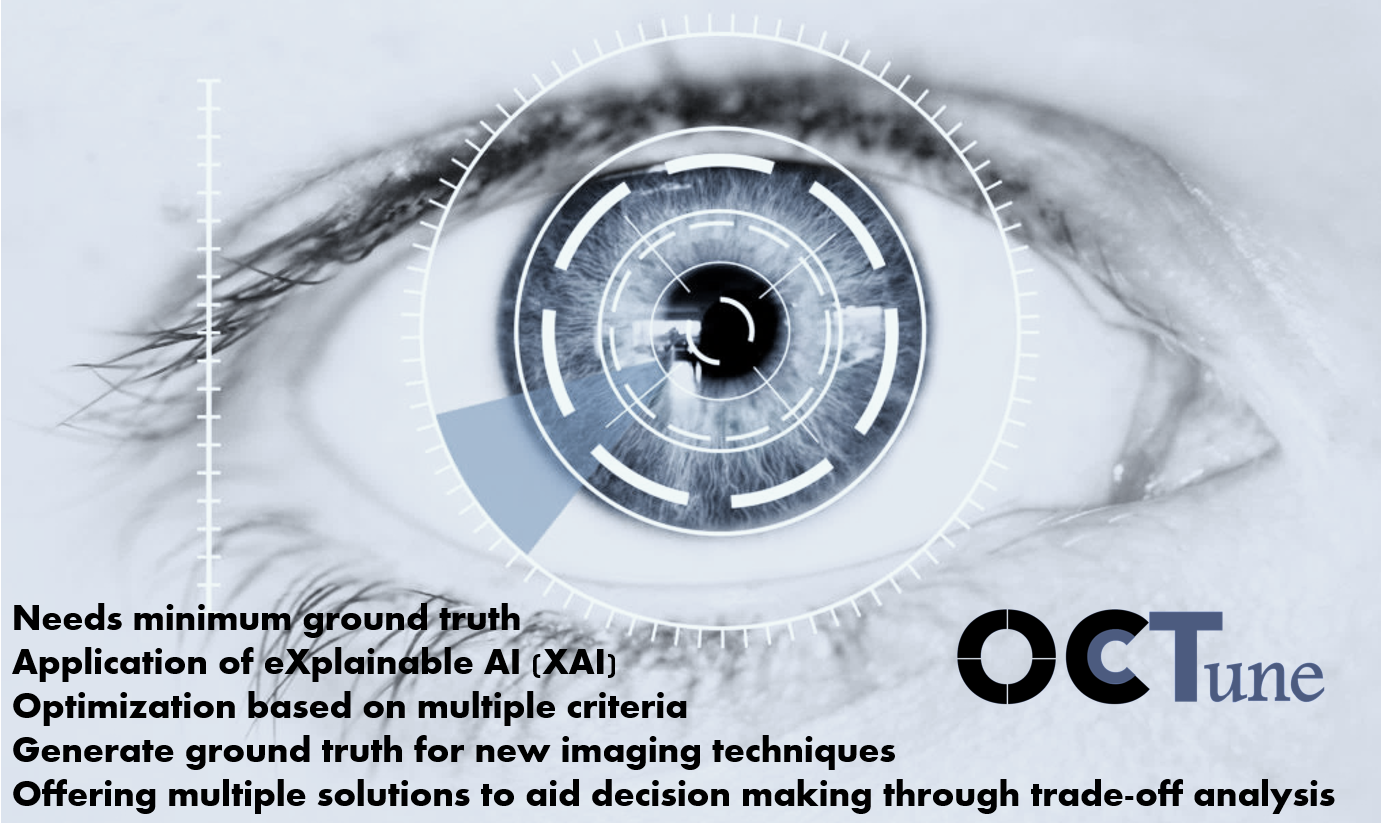 Needs minimum ground truth
Application of eXplainable AI (XAI)
Optimization based on multiple criteria
Generate ground truth for new imaging techniques
Offering multiple solutions to aid decision making through trade-off analysis
OCTune